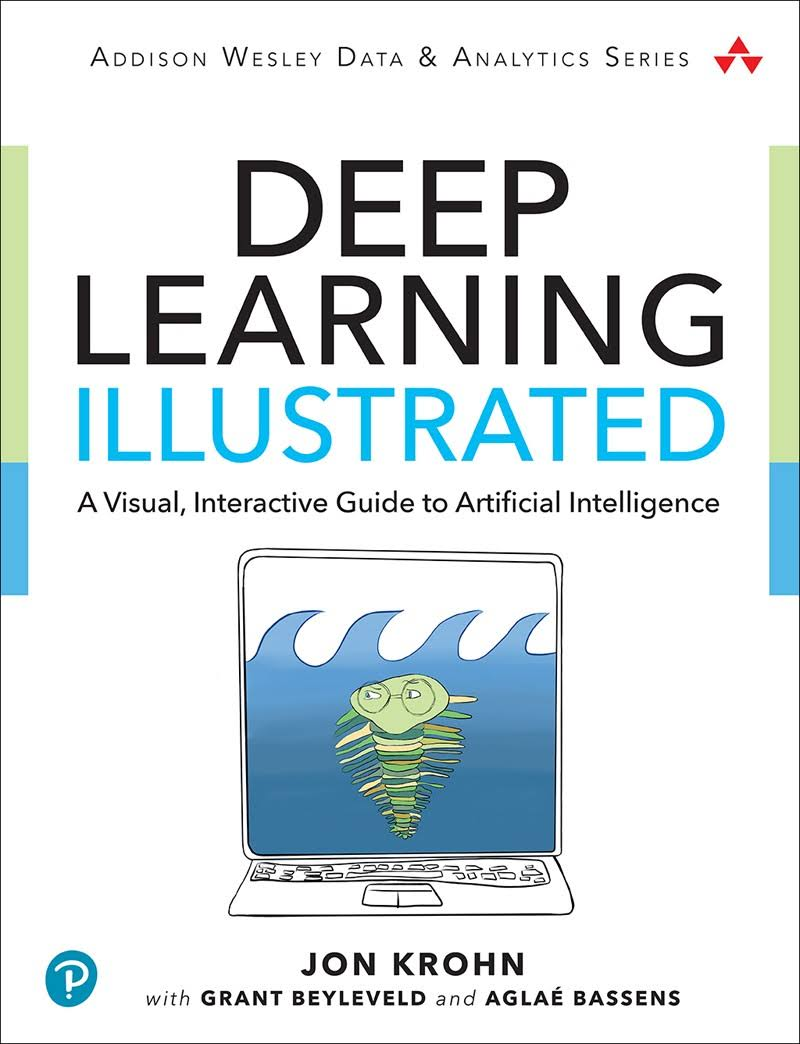 ADDISON WESLEY DATA & ANALYTICS SERIES
DEEP
LEARNING
ILLUSTRATED
A Visual, Interactive Guide to Artificial Intelligence
JON KROHN
with GRANT BEYLEVELD and AGLAÉ BASSENS
P